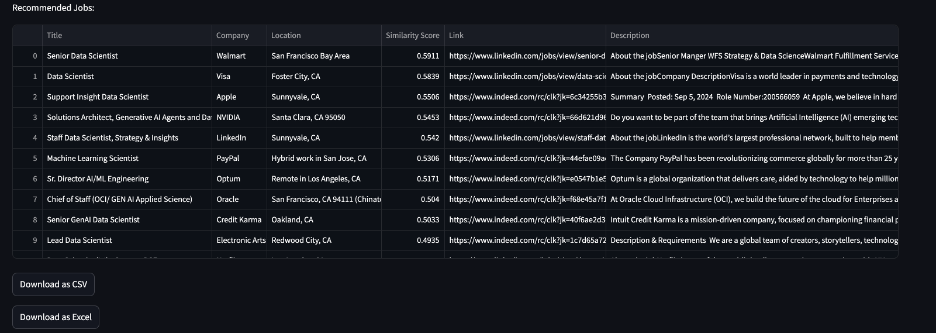 Recommended Jobs:
Title Company Location Similarity Score Link Description
0 Senior Data Scientist Walmart San Francisco Bay Area 0.5911 https://www.linkedin.com/jobs/view/senior-d About the jobSenior Manger WFS Strategy & Data ScienceWalmart Fulfillment Service
1 Data Scientist Visa Foster City, CA 0.5839 https://www.linkedin.com/jobs/view/data-sci About the jobCompany DescriptionVisa is a world leader in payments and technology
2 Support Insight Data Scientist Apple Sunnyvale, CA 0.5506 https://www.indeed.com/rc/clk?jk=6c34255b3 Summary Posted: Sep 5, 2024 Role Number:200566059 At Apple, we believe in hard
3 Solutions Architect, Generative AI Agents and Da NVIDIA Santa Clara, CA 95050 0.5453 https://www.indeed.com/rc/clk?jk=66d621d9 Do you want to be part of the team that brings Artificial Intelligence (AI) emerging tec
4 Staff Data Scientist, Strategy & Insights LinkedIn Sunnyvale, CA 0.542 https://www.linkedin.com/jobs/view/staff-dat About the jobLinkedIn is the world's largest professional network, built to help memb
5 Machine Learning Scientist PayPal Hybrid work in San Jose, CA 0.5306 https://www.indeed.com/rc/clk?jk=44efae09a The Company PayPal has been revolutionizing commerce globally for more than 25 y
6 Sr. Director AI/ML Engineering Optum Remote in Los Angeles, CA 0.5171 https://www.indeed.com/rc/clk?jk=e0547b1e5 Optum is a global organization that delivers care, aided by technology to help million
7 Chief of Staff (OCI/ GEN AI Applied Science) Oracle San Francisco, CA 94111 (Chinat 0.504 https://www.indeed.com/rc/clk?jk=f68e45a7f1 At Oracle Cloud Infrastructure (OCI), we build the future of the cloud for Enterprises a
8 Senior GenAI Data Scientist Credit Karma Oakland, CA 0.5033 https://www.indeed.com/rc/clk?jk=40f6ae2d3 Intuit Credit Karma is a mission-driven company, focused on championing financial p
9 Lead Data Scientist Electronic Arts Redwood City, CA 0.4935 https://www.indeed.com/rc/clk?jk=1c7d65a72 Description & Requirements We are a global team of creators, storytellers, technolog
Download as CSV
Download as Excel